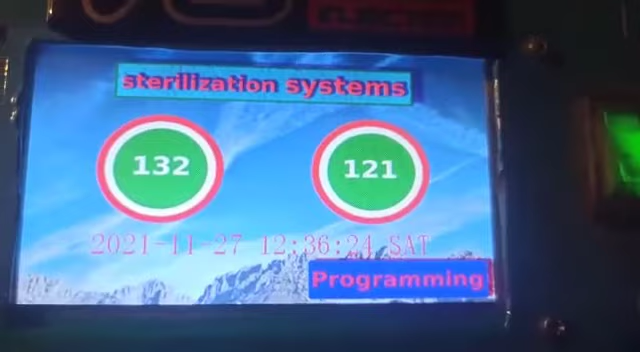 sterilization systems
132 121
2021-11-27 12:36:24 SAT
Programming